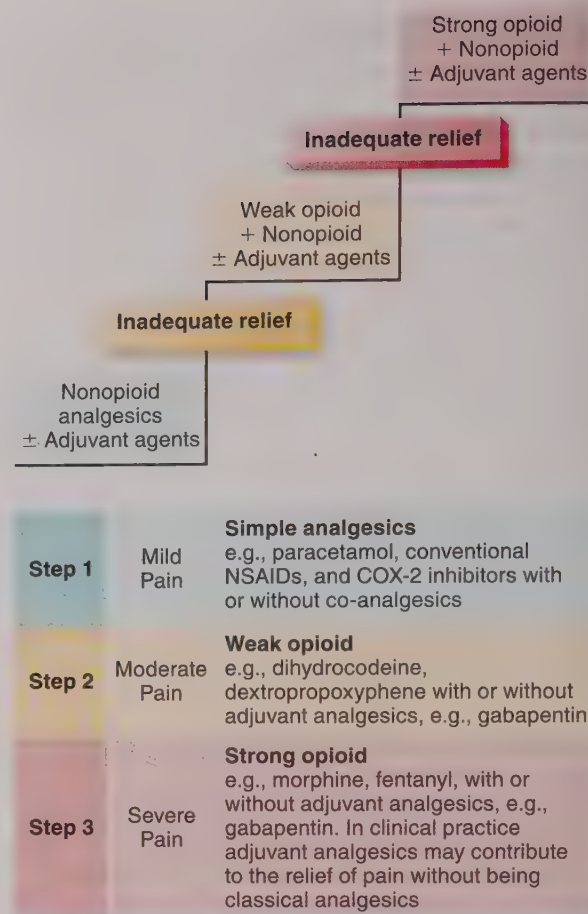 Strong opioid
+ Nonopioid
± Adjuvant agents
Inadequate relief
Weak opioid
+ Nonopioid
± Adjuvant agents
Inadequate relief
Nonopioid
analgesics
± Adjuvant agents
Step 1
Mild
Pain
Simple analgesics
e.g., paracetamol, conventional
NSAIDs, and COX-2 inhibitors with
or without co-analgesics
Step 2
Moderate
Pain
Weak opioid
e.g., dihydrocodeine,
dextropropoxyphene with or without
adjuvant analgesics, e.g., gabapentin
Step 3
Severe
Pain
Strong opioid
e.g., morphine, fentanyl, with or
without adjuvant analgesics, e.g.,
gabapentin. In clinical practice
adjuvant analgesics may contribute
to the relief of pain without being
classical analgesics